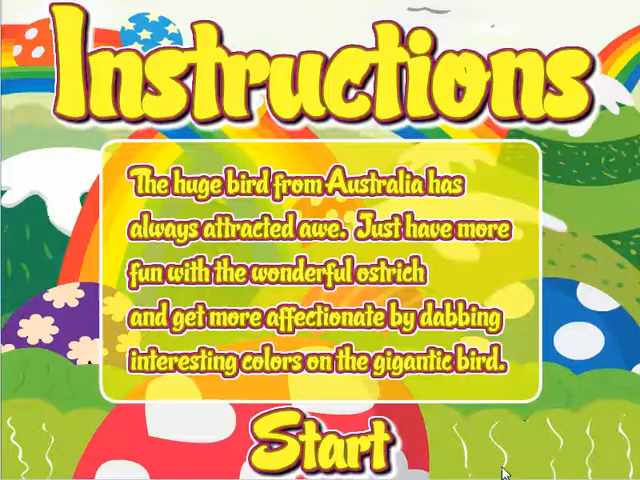 Instructions
The huge bird from Australia has
always attracted awe. Just have more
fun with the wonderful ostrich
and get more affectionate by dabbing
interesting colors on the gigantic bird.
Start